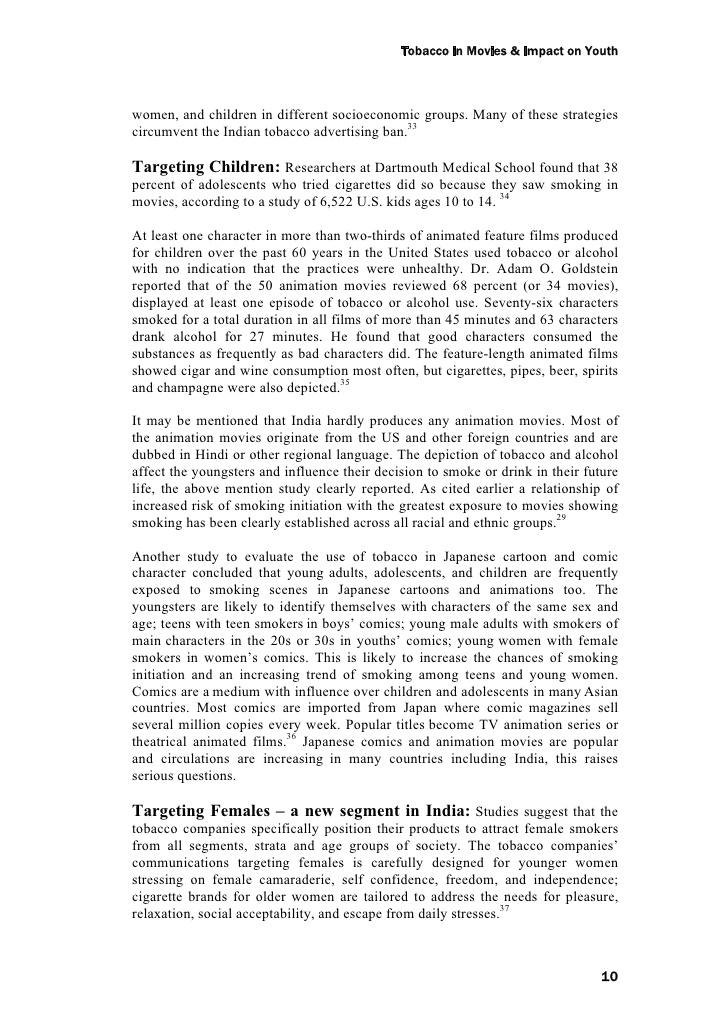 Tobacco In Movies & Impact on Youth
women, and children in different socioeconomic groups. Many of these strategies
circumvent the Indian tobacco advertising ban.33
Targeting Children: Researchers at Dartmouth Medical School found that 38
percent of adolescents who tried cigarettes did so because they saw smoking in
movies, according to a study of 6,522 U.S. kids ages 10 to 14. 34
At least one character in more than two-thirds of animated feature films produced
for children over the past 60 years in the United States used tobacco or alcohol
with no indication that the practices were unhealthy. Dr. Adam O. Goldstein
reported that of the 50 animation movies reviewed 68 percent (or 34 movies),
displayed at least one episode of tobacco or alcohol use. Seventy-six characters
smoked for a total duration in all films of more than 45 minutes and 63 characters
drank alcohol for 27 minutes. He found that good characters consumed the
substances as frequently as bad characters did. The feature-length animated films
showed cigar and wine consumption most often, but cigarettes, pipes, beer, spirits
and champagne were also depicted.35
It may be mentioned that India hardly produces any animation movies. Most of
the animation movies originate from the US and other foreign countries and are
dubbed in Hindi or other regional language. The depiction of tobacco and alcohol
affect the youngsters and influence their decision to smoke or drink in their future
life, the above mention study clearly reported. As cited earlier a relationship of
increased risk of smoking initiation with the greatest exposure to movies showing
smoking has been clearly established across all racial and ethnic groups.29
Another study to evaluate the use of tobacco in Japanese cartoon and comic
character concluded that young adults, adolescents, and children are frequently
exposed to smoking scenes in Japanese cartoons and animations too. The
youngsters are likely to identify themselves with characters of the same sex and
age; teens with teen smokers in boys’ comics; young male adults with smokers of
main characters in the 20s or 30s in youths’ comics; young women with female
smokers in women’s comics. This is likely to increase the chances of smoking
initiation and an increasing trend of smoking among teens and young women.
Comics are a medium with influence over children and adolescents in many Asian
countries. Most comics are imported from Japan where comic magazines sell
several million copies every week. Popular titles become TV animation series or
theatrical animated films.36 Japanese comics and animation movies are popular
and circulations are increasing in many countries including India, this raises
serious questions.
Targeting Females – a new segment in India: Studies suggest that the
tobacco companies specifically position their products to attract female smokers
from all segments, strata and age groups of society. The tobacco companies’
communications targeting females is carefully designed for younger women
stressing on female camaraderie, self confidence, freedom, and independence;
cigarette brands for older women are tailored to address the needs for pleasure,
relaxation, social acceptability, and escape from daily stresses.37
10